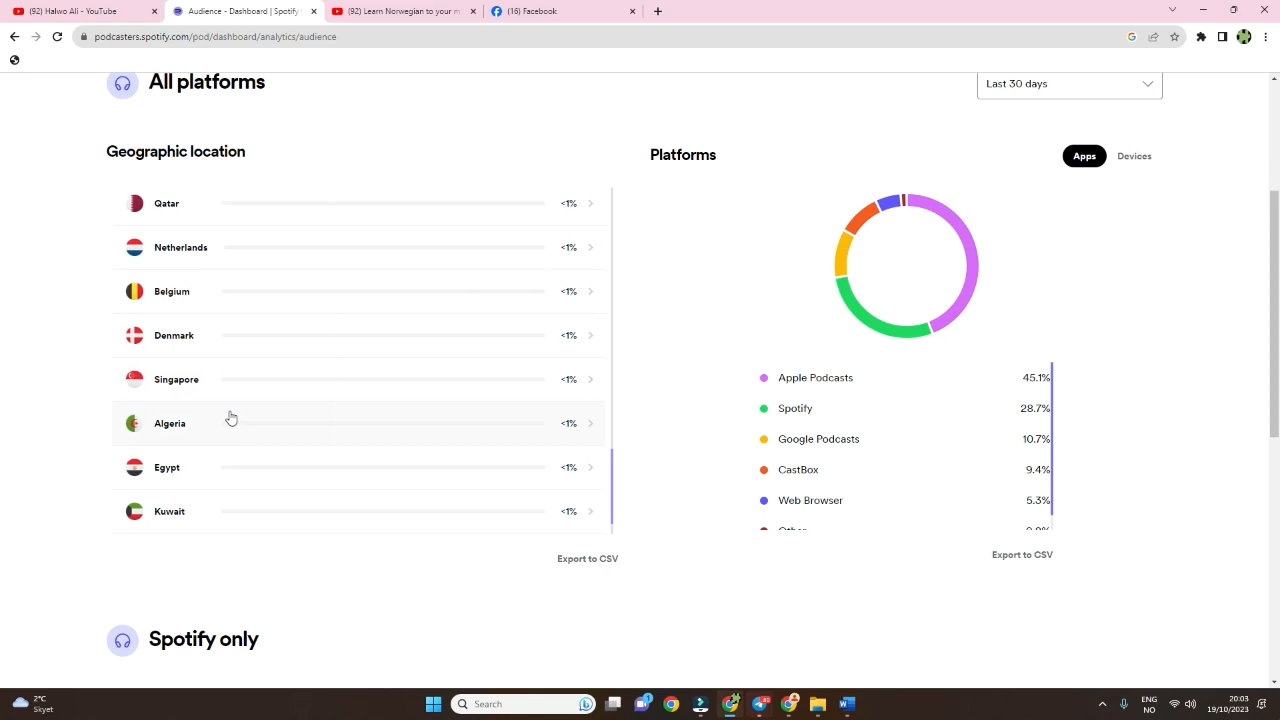 (92) Halwo Ali - YouTube
Audience - Dashboard | Spotify
(92) Learn Norwegian to your m
(16) Facebook
podcasters.spotify.com/pod/dashboard/analytics/audience
All platforms
Last 30 days
Geographic location
Platforms
Apps
Devices
Qatar <1%
Netherlands <1%
Belgium <1%
Denmark <1%
Singapore <1%
Algeria <1%
Egypt <1%
Kuwait <1%
Export to CSV
Apple Podcasts 45.1%
Spotify 28.7%
Google Podcasts 10.7%
CastBox 9.4%
Web Browser 5.3%
Other
Export to CSV
Spotify only
2°C
Skyet
Search
1
ENG
NO
20:03
19/10/2023